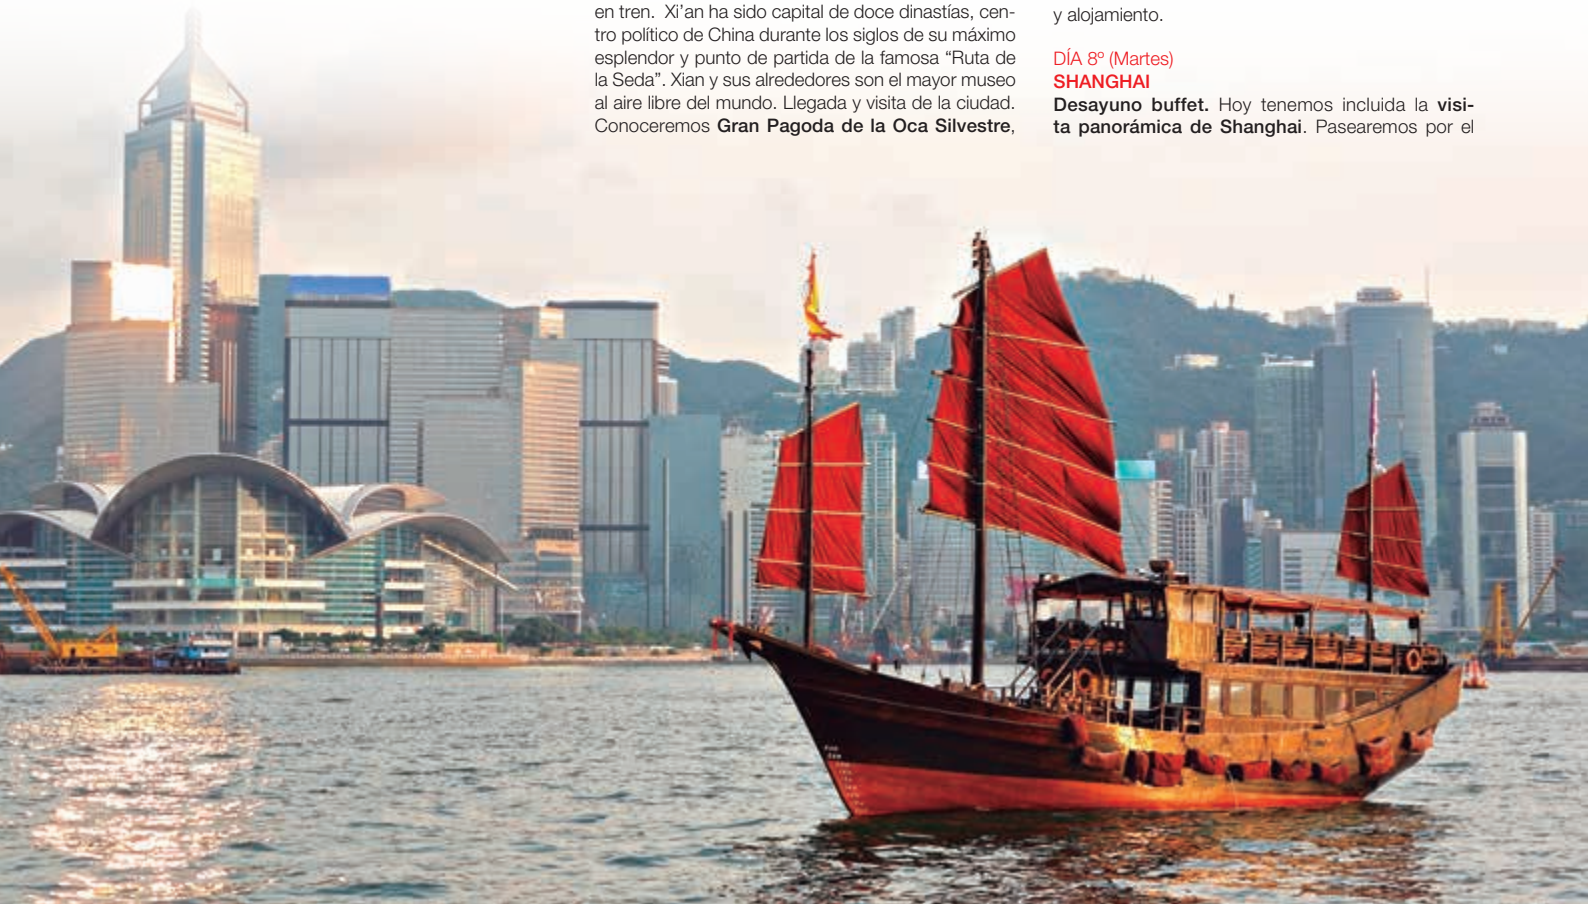 en tren.  Xi’an ha sido capital de doce dinastías, cen-
tro político de China durante los siglos de su máximo
esplendor y punto de partida de la famosa “Ruta de
la Seda”. Xian y sus alrededores son el mayor museo
al aire libre del mundo. Llegada y visita de la ciudad.
Conoceremos Gran Pagoda de la Oca Silvestre,
y alojamiento.
DÍA 8º (Martes)
SHANGHAI
Desayuno buffet. Hoy tenemos incluida la visi-
ta panorámica de Shanghai. Pasearemos por el